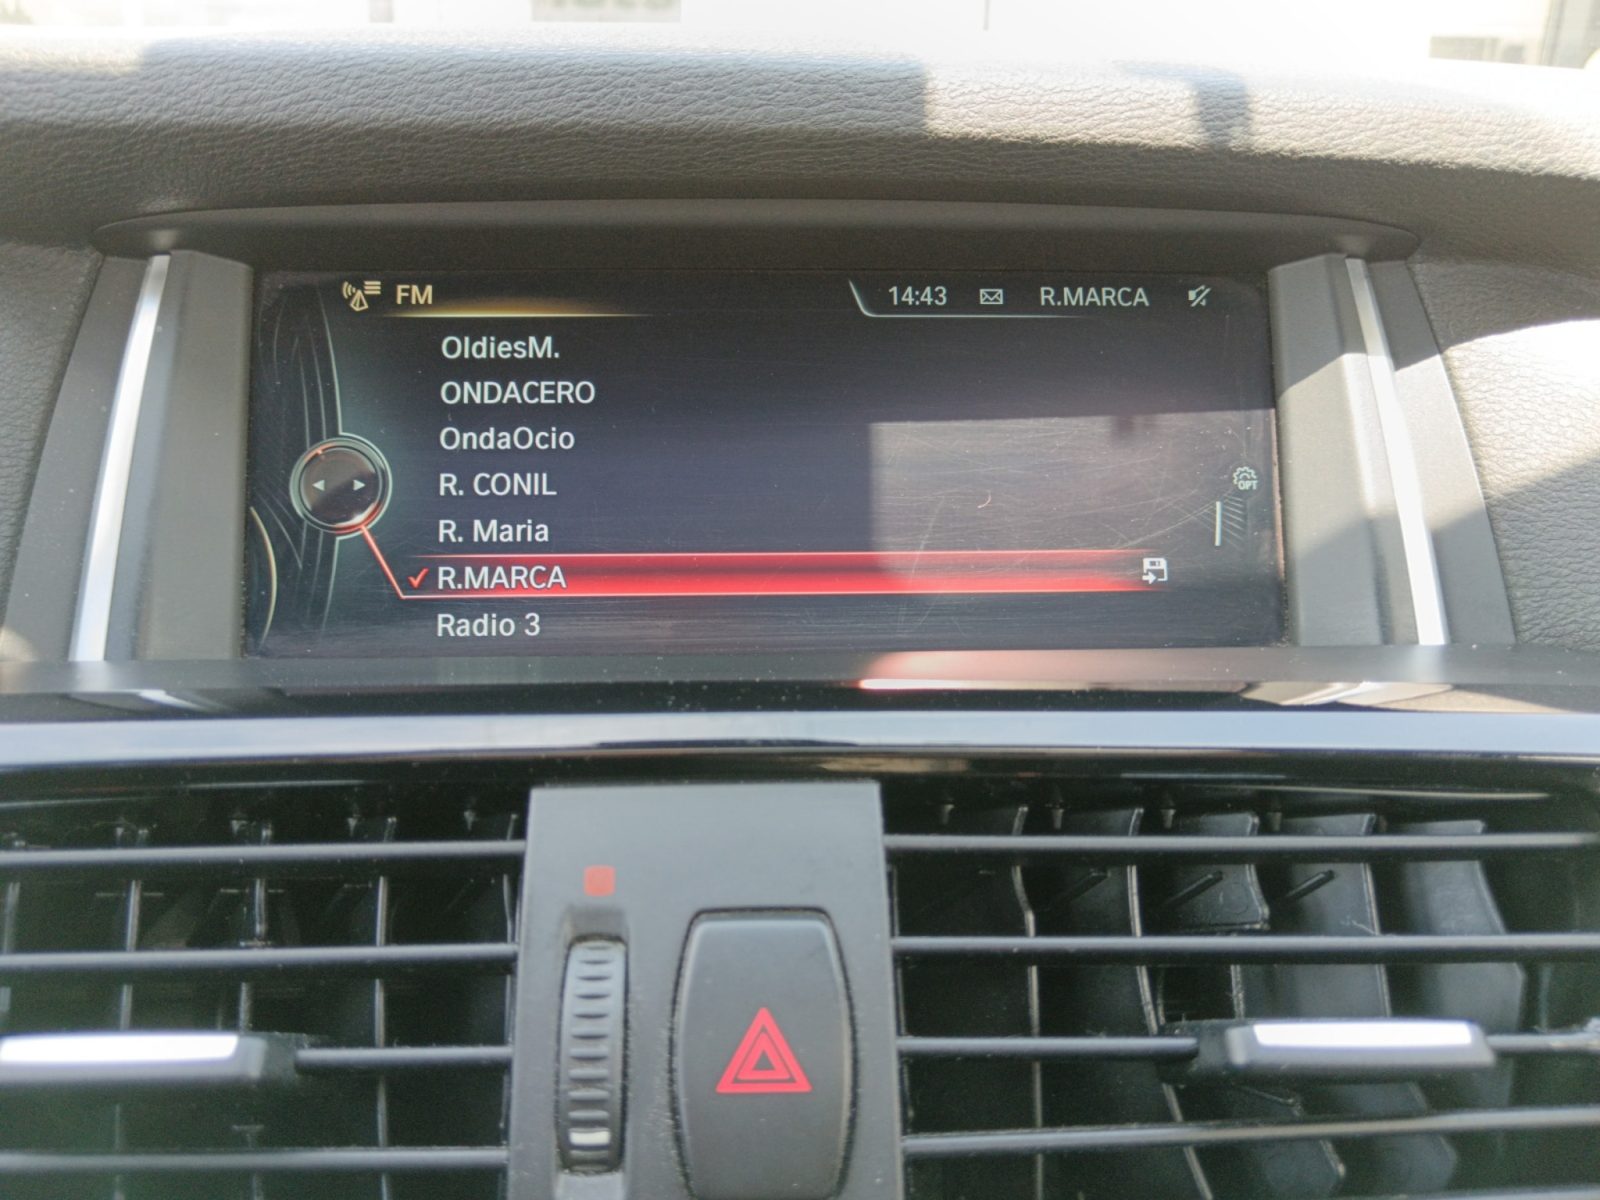 FM
14:43 R.MARCA
OldiesM.
ONDACERO
OndaOcio
R. CONIL
R. Maria
R.MARCA
Radio 3
OPT